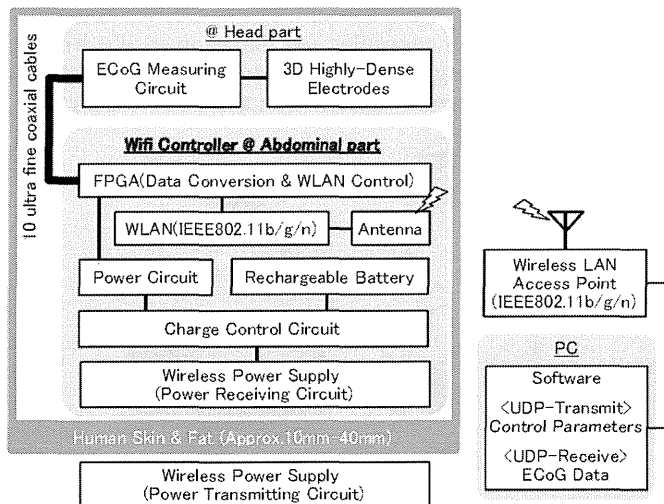 10 ultra fine coaxial cables
@ Head part
ECoG Measuring
Circuit
3D Highly-Dense
Electrodes
Wifi Controller @ Abdominal part
FPGA(Data Conversion & WLAN Control)
WLAN(IEEE802.11b/g/n)
Antenna
Power Circuit
Rechargeable Battery
Charge Control Circuit
Wireless Power Supply
(Power Receiving Circuit)
Human Skin & Fat (Approx.10mm-40mm)
Wireless Power Supply
(Power Transmitting Circuit)
Wireless LAN
Access Point
(IEEE802.11b/g/n)
PC
Software
<UDP-Transmit>
Control Parameters
<UDP-Receive>
ECoG Data